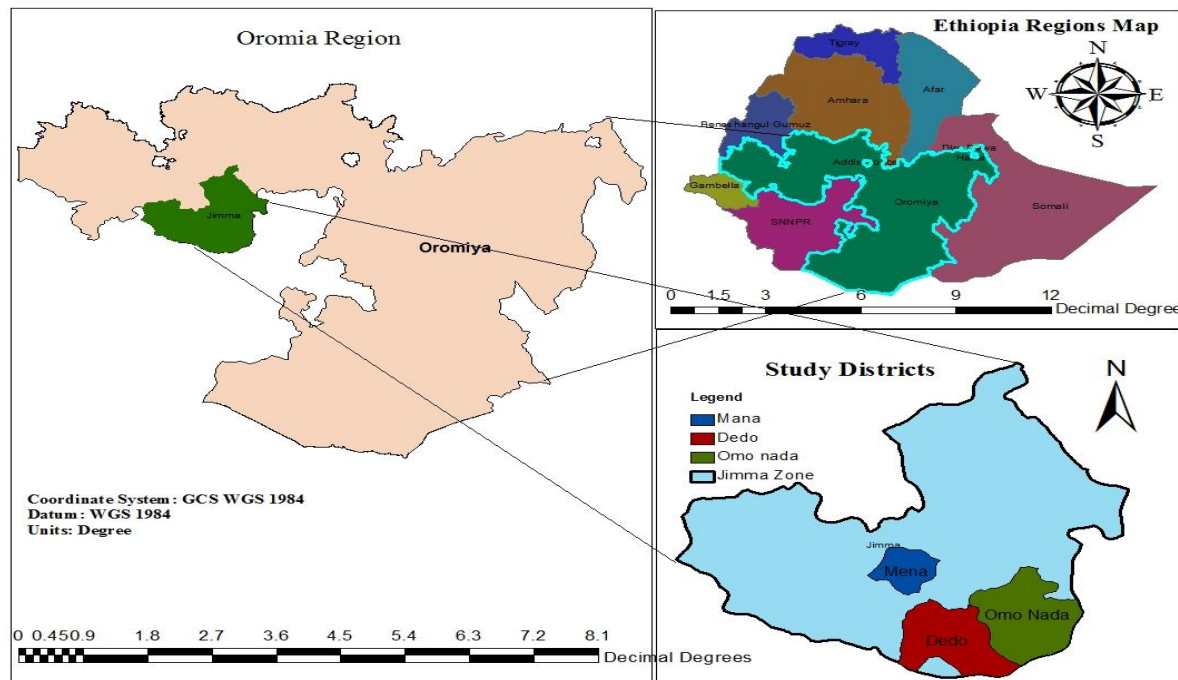 Oromia Region
Jimma
Oromiya
Coordinate System : GCS WGS 1984
Datum : WGS 1984
Units: Degree
0 0.45 0.9 1.8 2.7 3.6 4.5 5.4 6.3 7.2 8.1
Decimal Degrees
Ethiopia Regions Map
N
W E
S
Tigray
Afar
Amhara
Gumuz
Addis
Gambella
Oromiya
SNNPR
Somali
0 1.5 3 6 9 12
Decimal Degree
Study Districts
N
Legend
Mana
Dedo
Omo nada
Jimma Zone
Jimma
Mena
Omo Nada
Dedo